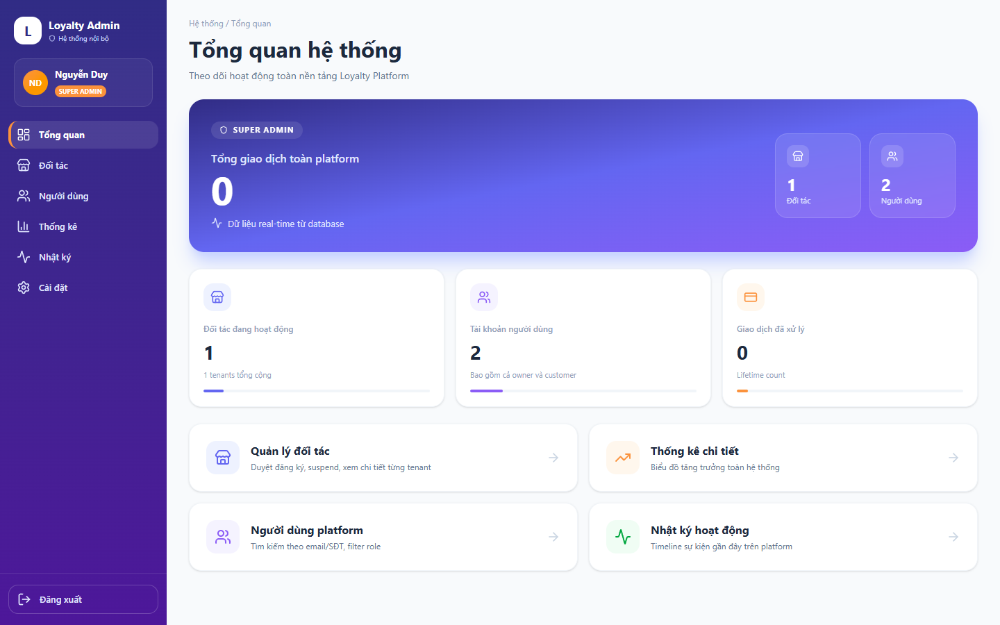 L
Loyalty Admin
Hệ thống nội bộ
ND
Nguyễn Duy
SUPER ADMIN
Tổng quan
Đối tác
Người dùng
Thống kê
Nhật ký
Cài đặt
Đăng xuất
Hệ thống / Tổng quan
Tổng quan hệ thống
Theo dõi hoạt động toàn nền tảng Loyalty Platform
SUPER ADMIN
Tổng giao dịch toàn platform
0
Dữ liệu real-time từ database
1
Đối tác
2
Người dùng
Đối tác đang hoạt động
1
1 tenants tổng cộng
Tài khoản người dùng
2
Bao gồm cả owner và customer
Giao dịch đã xử lý
0
Lifetime count
Quản lý đối tác
Duyệt đăng ký, suspend, xem chi tiết từng tenant
Thống kê chi tiết
Biểu đồ tăng trưởng toàn hệ thống
Người dùng platform
Tìm kiếm theo email/SĐT, filter role
Nhật ký hoạt động
Timeline sự kiện gần đây trên platform